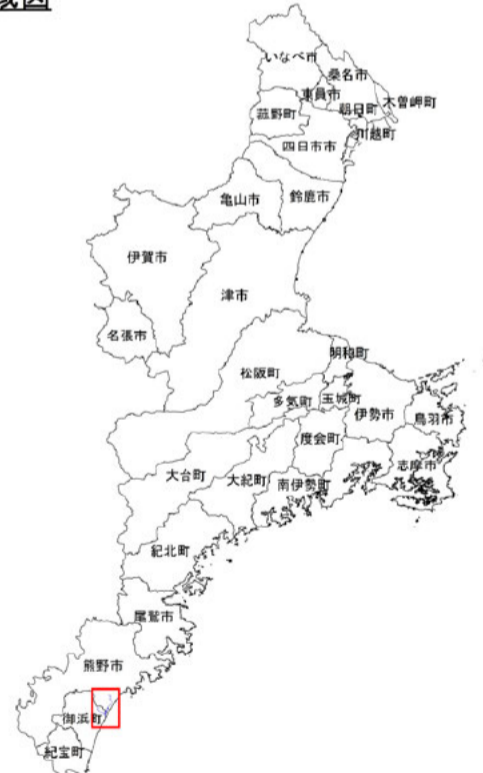 いなべ市
桑名市
東員市
木曽岬町
朝日町
菰野町
川越町
四日市市
亀山市
鈴鹿市
伊賀市
津市
名張市
明和町
松阪町
多気町
玉城町
伊勢市
鳥羽市
度会町
志摩市
大台町
大紀町
南伊勢町
紀北町
尾鷲市
熊野市
御浜町
紀宝町